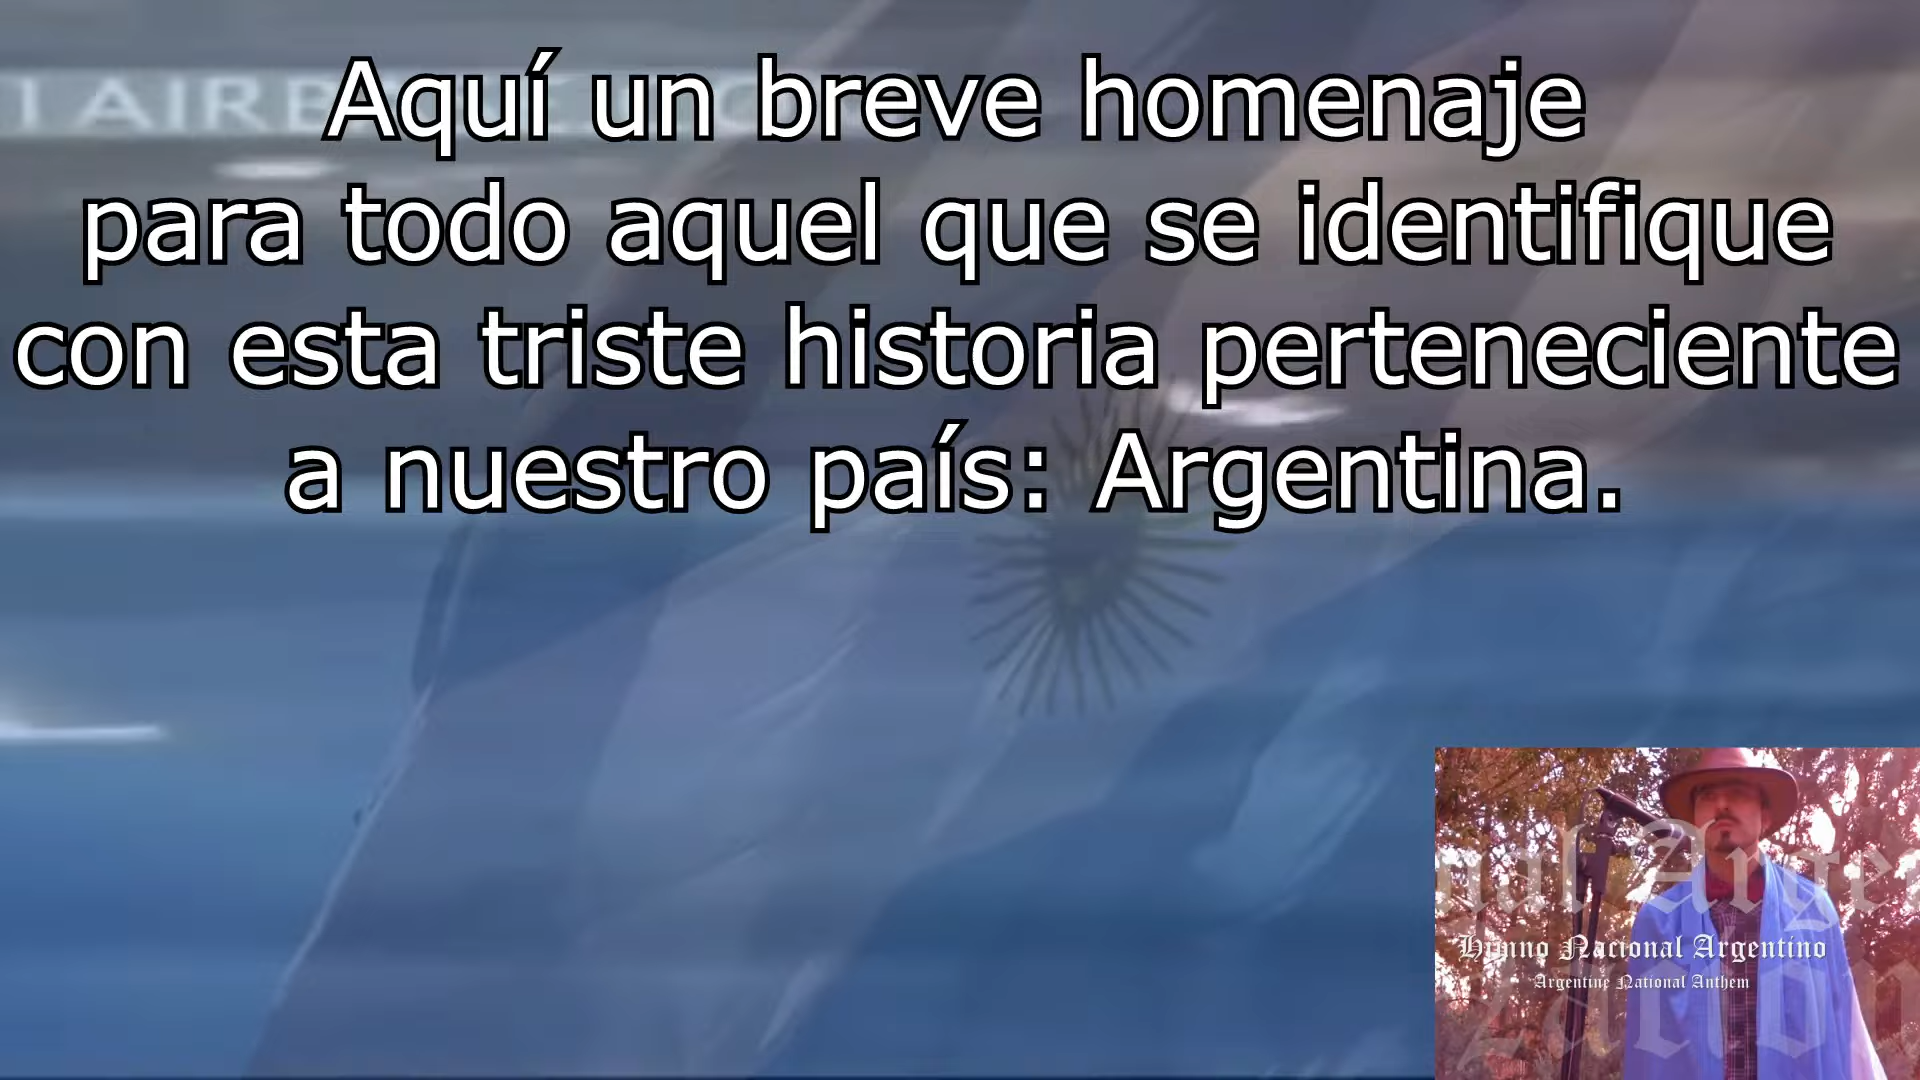 Aquí un breve homenaje
para todo aquel que se identifique
con esta triste historia perteneciente
a nuestro país: Argentina.
Himno Nacional Argentino
Argentine National Anthem